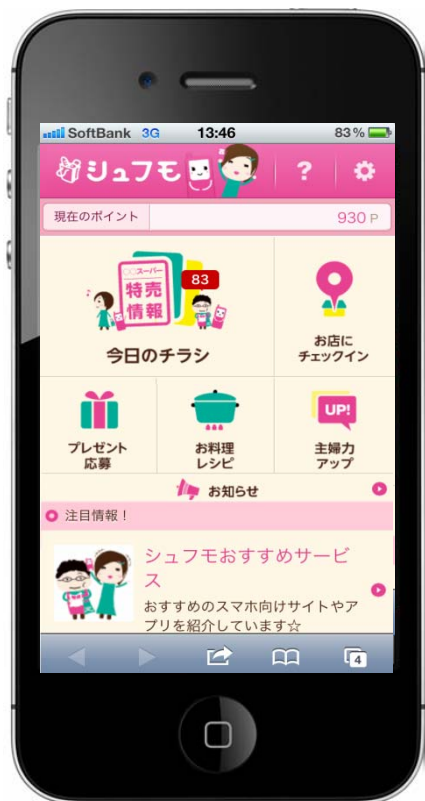 SoftBank 3G 13:46 83%
シュフモ ?
現在のポイント 930 P
○○スーパー
特売
情報
83
今日のチラシ
お店に
チェックイン
プレゼント
応募
お料理
レシピ
UP!
主婦力
アップ
お知らせ
注目情報！
シュフモおすすめサービ
ス
おすすめのスマホ向けサイトやア
プリを紹介しています☆
4